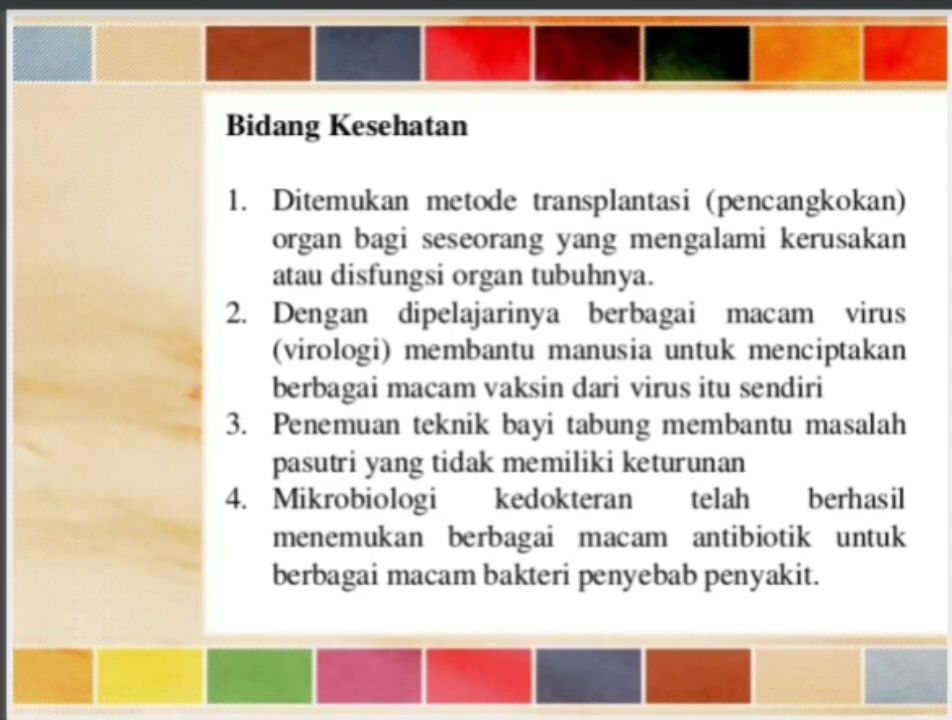 Bidang Kesehatan
1. Ditemukan metode transplantasi (pencangkokan)
organ bagi seseorang yang mengalami kerusakan
atau disfungsi organ tubuhnya.
2. Dengan dipelajarinya berbagai macam virus
(virologi) membantu manusia untuk menciptakan
berbagai macam vaksin dari virus itu sendiri
3. Penemuan teknik bayi tabung membantu masalah
pasutri yang tidak memiliki keturunan
4. Mikrobiologi kedokteran telah berhasil
menemukan berbagai macam antibiotik untuk
berbagai macam bakteri penyebab penyakit.